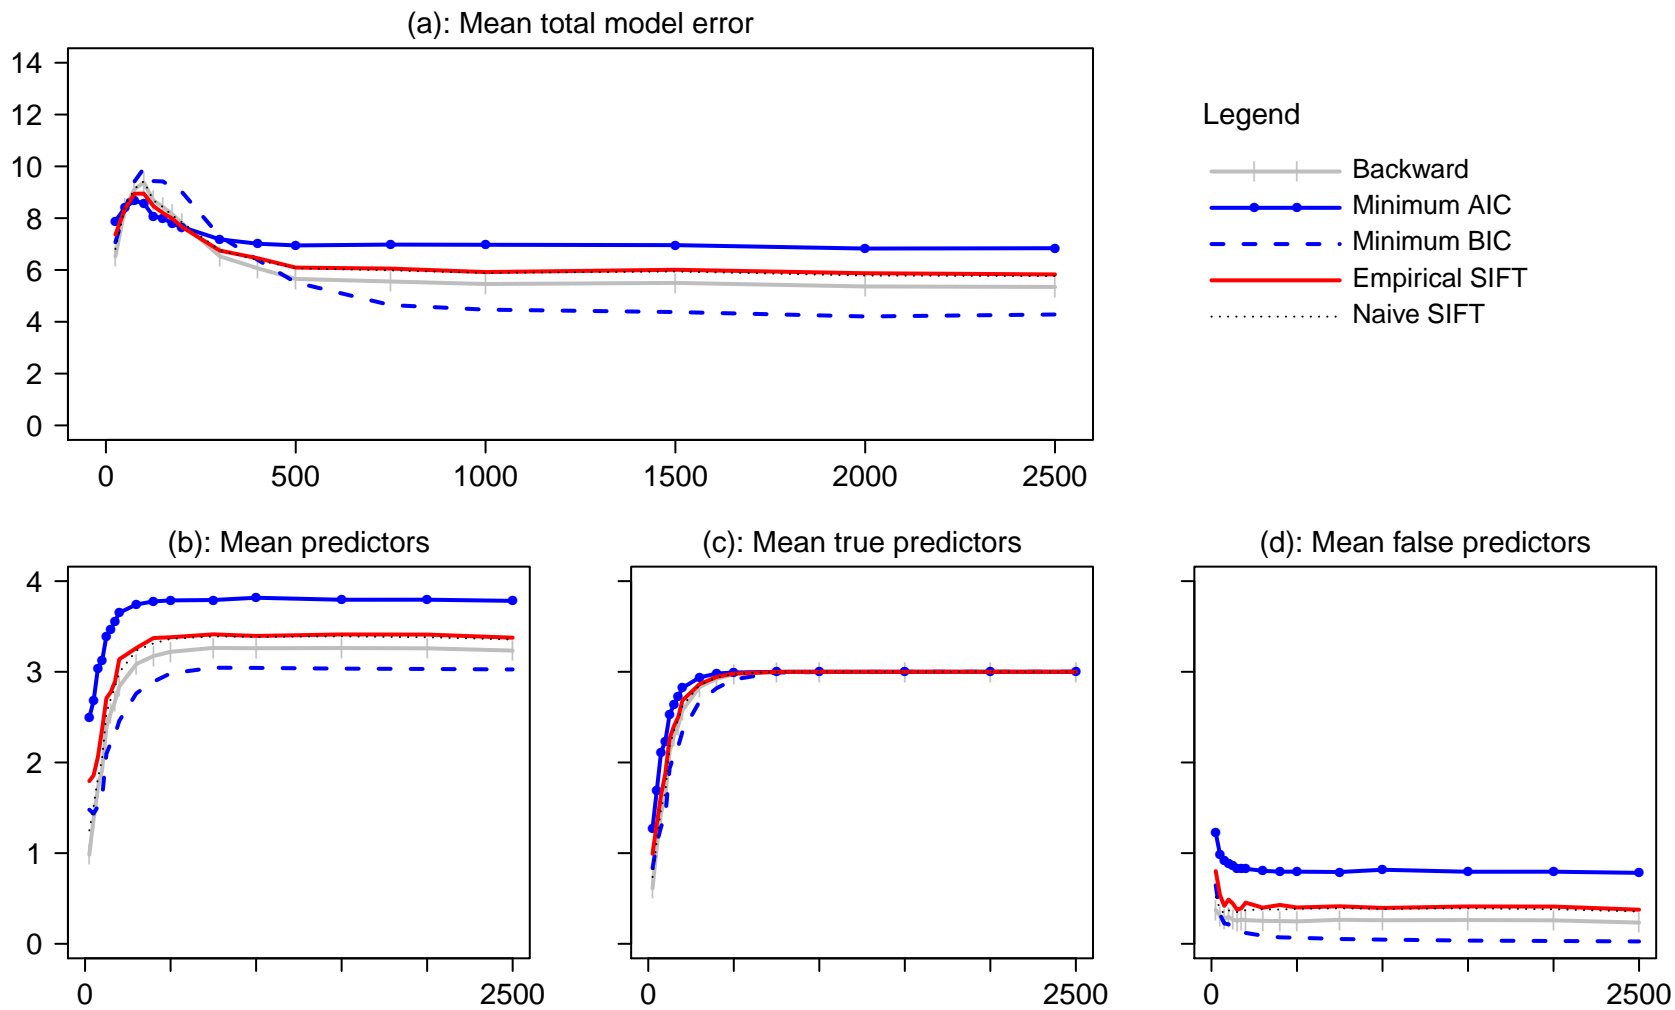 (a): Mean total model error
14
12
10
8
6
4
2
0
0 500 1000 1500 2000 2500
Legend
Backward
Minimum AIC
Minimum BIC
Empirical SIFT
Naive SIFT
(b): Mean predictors
4
3
2
1
0
0 2500
(c): Mean true predictors
0 2500
(d): Mean false predictors
0 2500